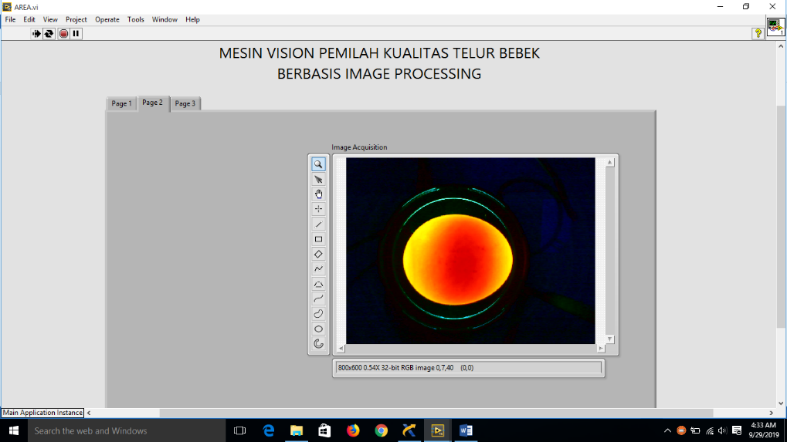 AREA.vi
File Edit View Project Operate Tools Window Help
MESIN VISION PEMILAH KUALITAS TELUR BEBEK
BERBASIS IMAGE PROCESSING
Page 1 Page 2 Page 3
Image Acquisition
800x600 0.54X 32-bit RGB image 0,7,40 (0,0)
Main Application Instance
Search the web and Windows
4:33 AM
9/29/2019